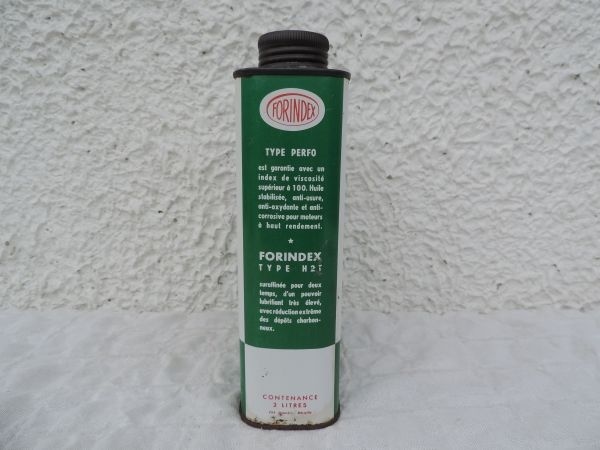 FORINDEX
TYPE PERFO
est garantie avec un
index de viscosité
supérieur à 100. Huile
stabilisée, anti-usure,
anti-oxydante et anti-
corrosive pour moteurs
à haut rendement.
FORINDEX
TYPE H2T
suraffinée pour deux
temps, d'un pouvoir
lubrifiant très élevé,
avec réduction extrême
des dépôts charbon-
neux.
CONTENANCE
2 LITRES